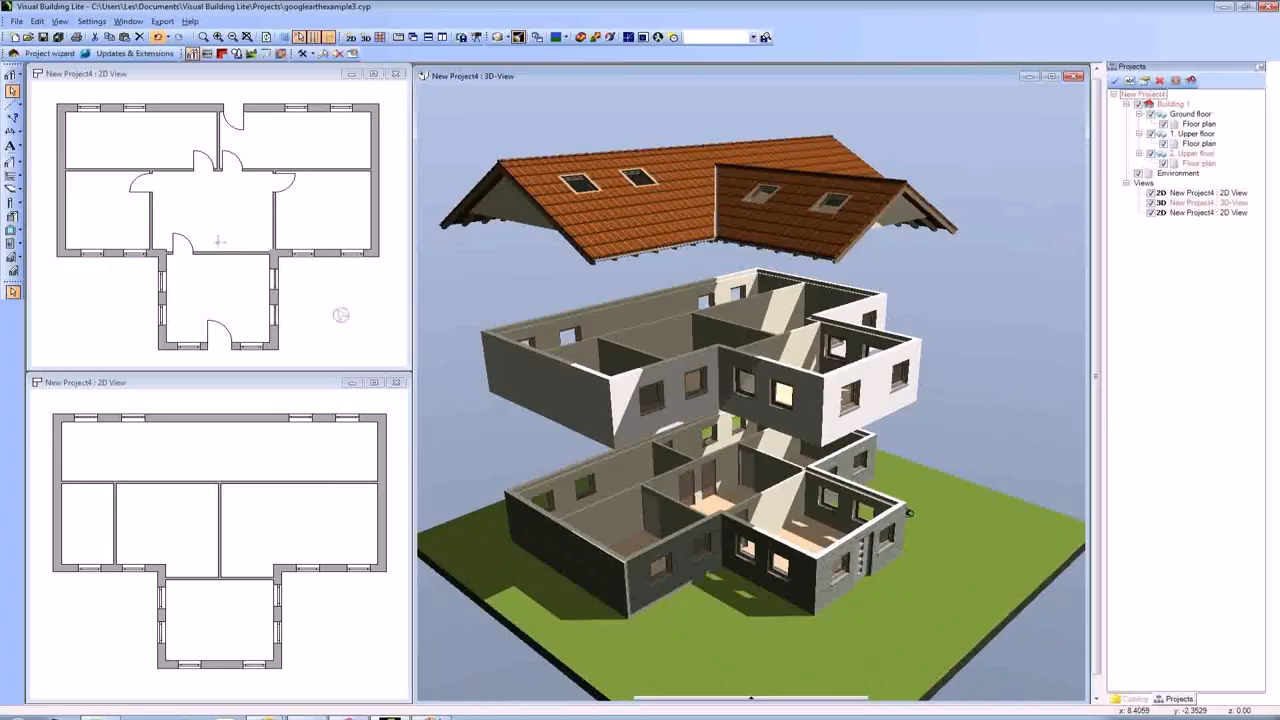 Visual Building Lite - C:\Users\Les\Documents\Visual Building Lite\Projects\googlearthexample3.cyp
File Edit View Settings Window Export Help
2D 3D
Project wizard Updates & Extensions
New Project4 : 2D View
New Project4 : 3D-View
Projects
New Project4
Building 1
Ground floor
Floor plan
1. Upper floor
Floor plan
2. Upper floor
Floor plan
Environment
Views
2D New Project4 : 2D View
3D New Project4 : 3D-View
2D New Project4 : 2D View
New Project4 : 2D View
Catalog Projects
x: 8.4059 y: -2.3529 z: 0.00